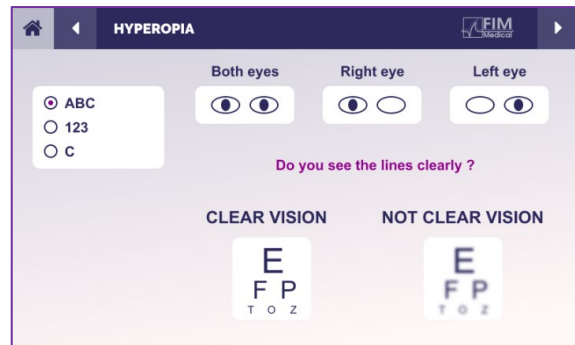 HYPEROPIA
FIM
Medical
Both eyes
Right eye
Left eye
ABC
123
C
Do you see the lines clearly ?
CLEAR VISION
NOT CLEAR VISION
E
F P
T O Z
E
F P
T O Z